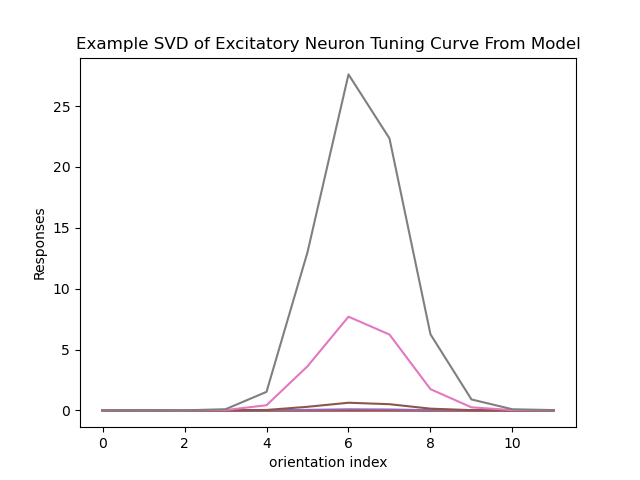 Example SVD of Excitatory Neuron Tuning Curve From Model
25
20
15
10
5
0
Responses
0 2 4 6 8 10
orientation index